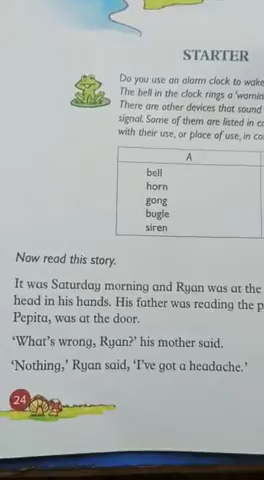 STARTER
Do you use an alarm clock to wake
The bell in the clock rings a 'warnin
There are other devices that sound
signal. Some of them are listed in co
with their use, or place of use, in co
A
bell
horn
gong
bugle
siren
Now read this story.
It was Saturday morning and Ryan was at the
head in his hands. His father was reading the p
Pepita, was at the door.
'What's wrong, Ryan?' his mother said.
'Nothing,' Ryan said, 'I've got a headache.'
24